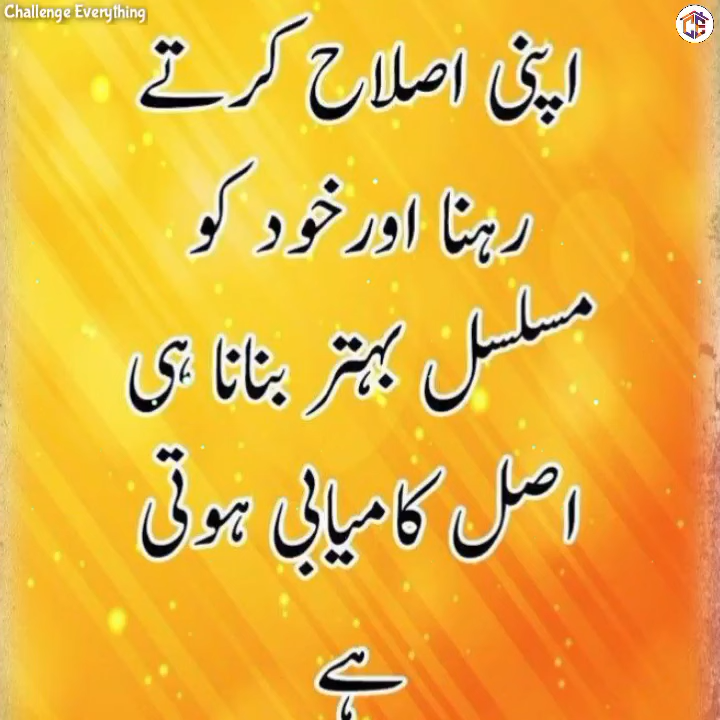 Challenge Everything
اپنی اصلاح کرتے
رہنا اور خود کو
مسلسل بہتر بنانا ہی
اصل کامیابی ہوتی
ہے